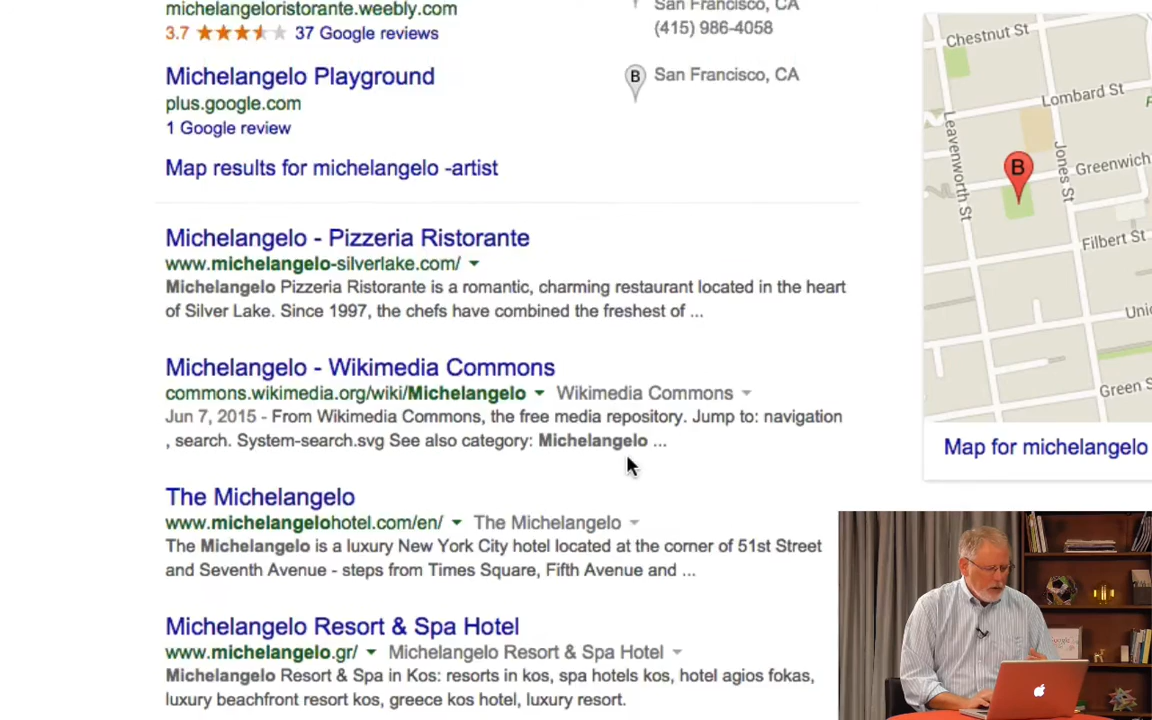 michelangeloristorante.weebly.com
San Francisco, CA
3.7 37 Google reviews
(415) 986-4058
Michelangelo Playground
B San Francisco, CA
plus.google.com
1 Google review
Map results for michelangelo -artist
Michelangelo - Pizzeria Ristorante
www.michelangelo-silverlake.com/
Michelangelo Pizzeria Ristorante is a romantic, charming restaurant located in the heart
of Silver Lake. Since 1997, the chefs have combined the freshest of ...
Michelangelo - Wikimedia Commons
commons.wikimedia.org/wiki/Michelangelo Wikimedia Commons
Jun 7, 2015 - From Wikimedia Commons, the free media repository. Jump to: navigation
, search. System-search.svg See also category: Michelangelo ...
The Michelangelo
www.michelangelohotel.com/en/ The Michelangelo
The Michelangelo is a luxury New York City hotel located at the corner of 51st Street
and Seventh Avenue - steps from Times Square, Fifth Avenue and ...
Michelangelo Resort & Spa Hotel
www.michelangelo.gr/ Michelangelo Resort & Spa Hotel
Michelangelo Resort & Spa in Kos: resorts in kos, spa hotels kos, hotel agios fokas,
luxury beachfront resort kos, greece kos hotel, luxury resort.
Chestnut St
Lombard St
Leavenworth St
Jones St
B
Greenwich
Filbert St
Green S
Map for michelangelo